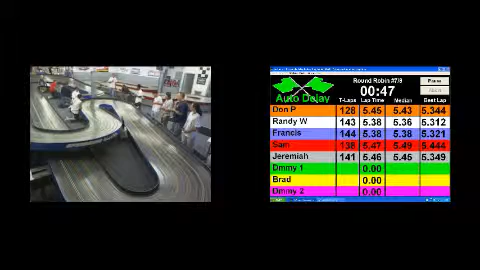 Round Robin #7/8
00:47
Auto Delay
Pause
T-Laps Lap Time Median Best Lap
Don P 128 5.45 5.43 5.344
Randy W 143 5.38 5.36 5.312
Francis 144 5.38 5.38 5.321
Sam 138 5.47 5.49 5.444
Jeremiah 141 5.46 5.45 5.349
Dmmy 1 0.00
Brad 0.00
Dmmy 2 0.00